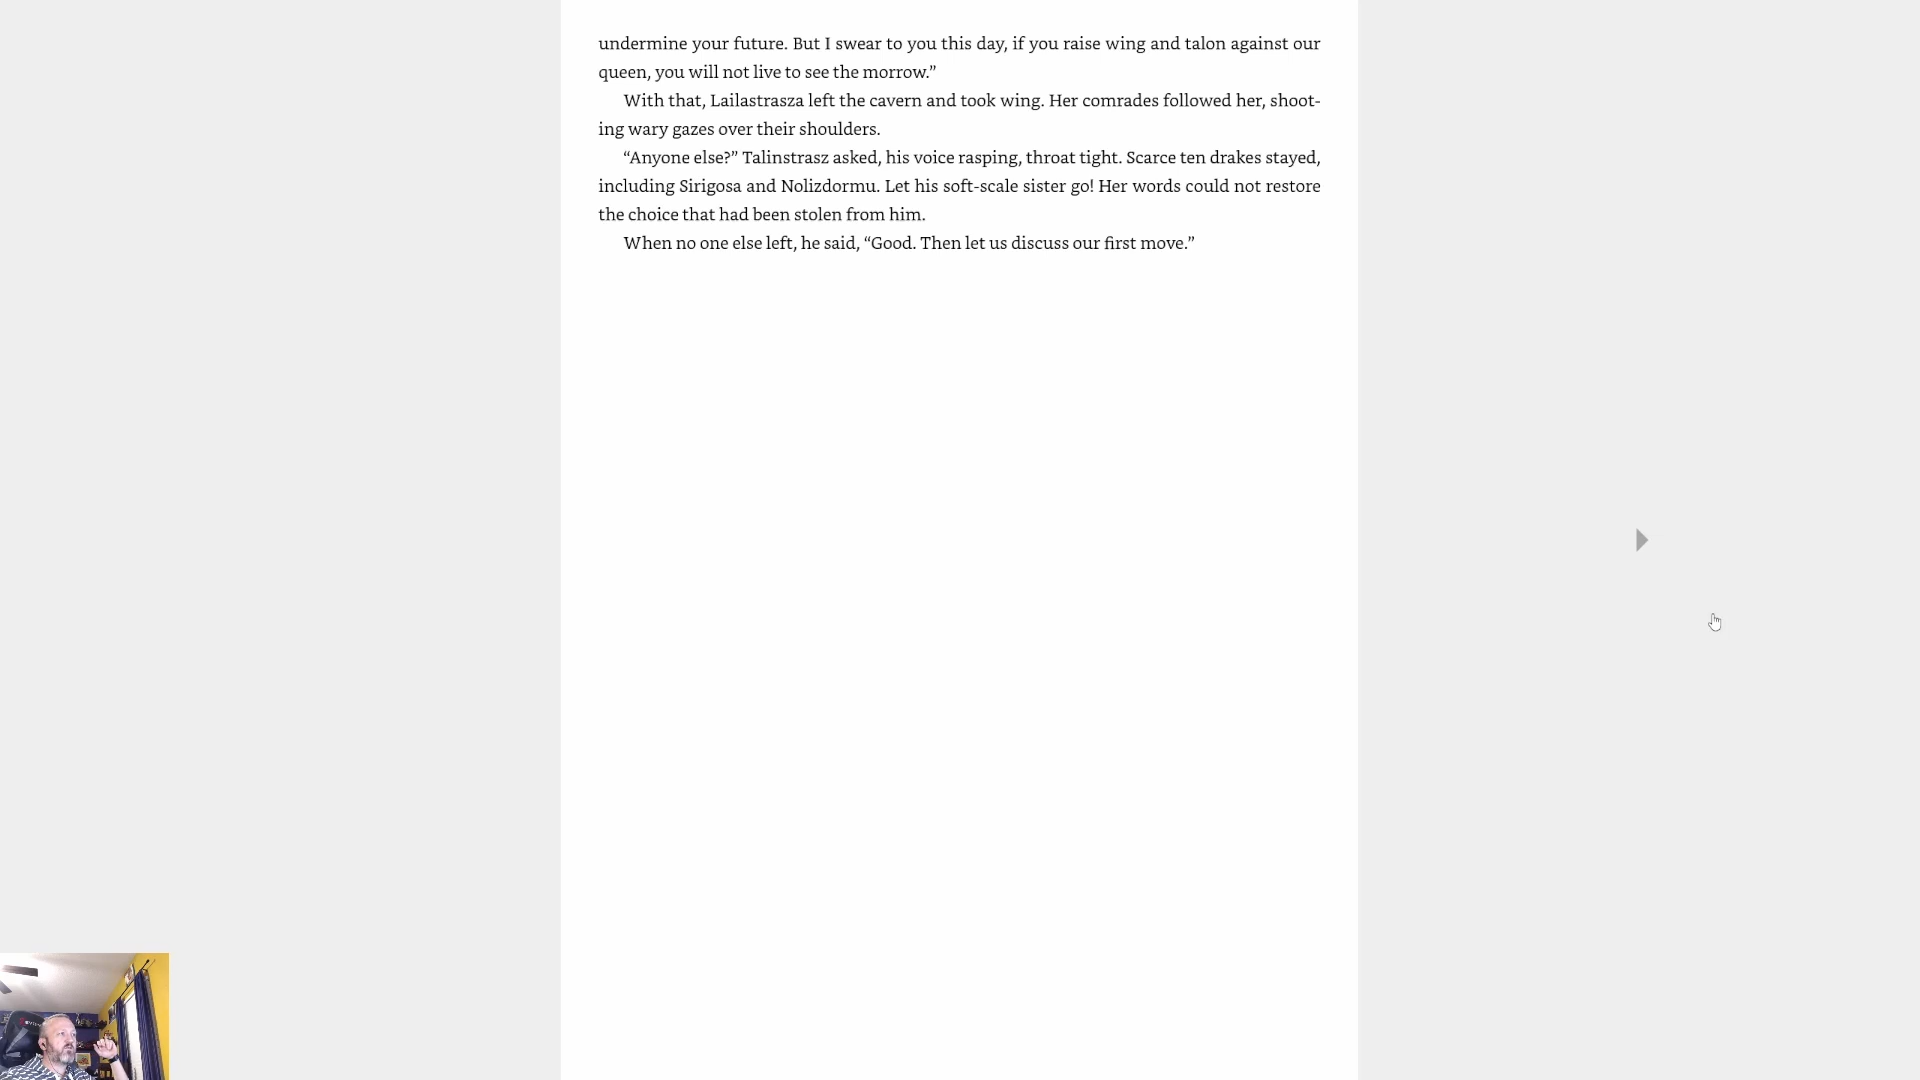 undermine your future. But I swear to you this day, if you raise wing and talon against our
queen, you will not live to see the morrow.”
With that, Lailastrasza left the cavern and took wing. Her comrades followed her, shoot-
ing wary gazes over their shoulders.
“Anyone else?” Talinstrasz asked, his voice rasping, throat tight. Scarce ten drakes stayed,
including Sirigosa and Nolizdormu. Let his soft-scale sister go! Her words could not restore
the choice that had been stolen from him.
When no one else left, he said, “Good. Then let us discuss our first move.”